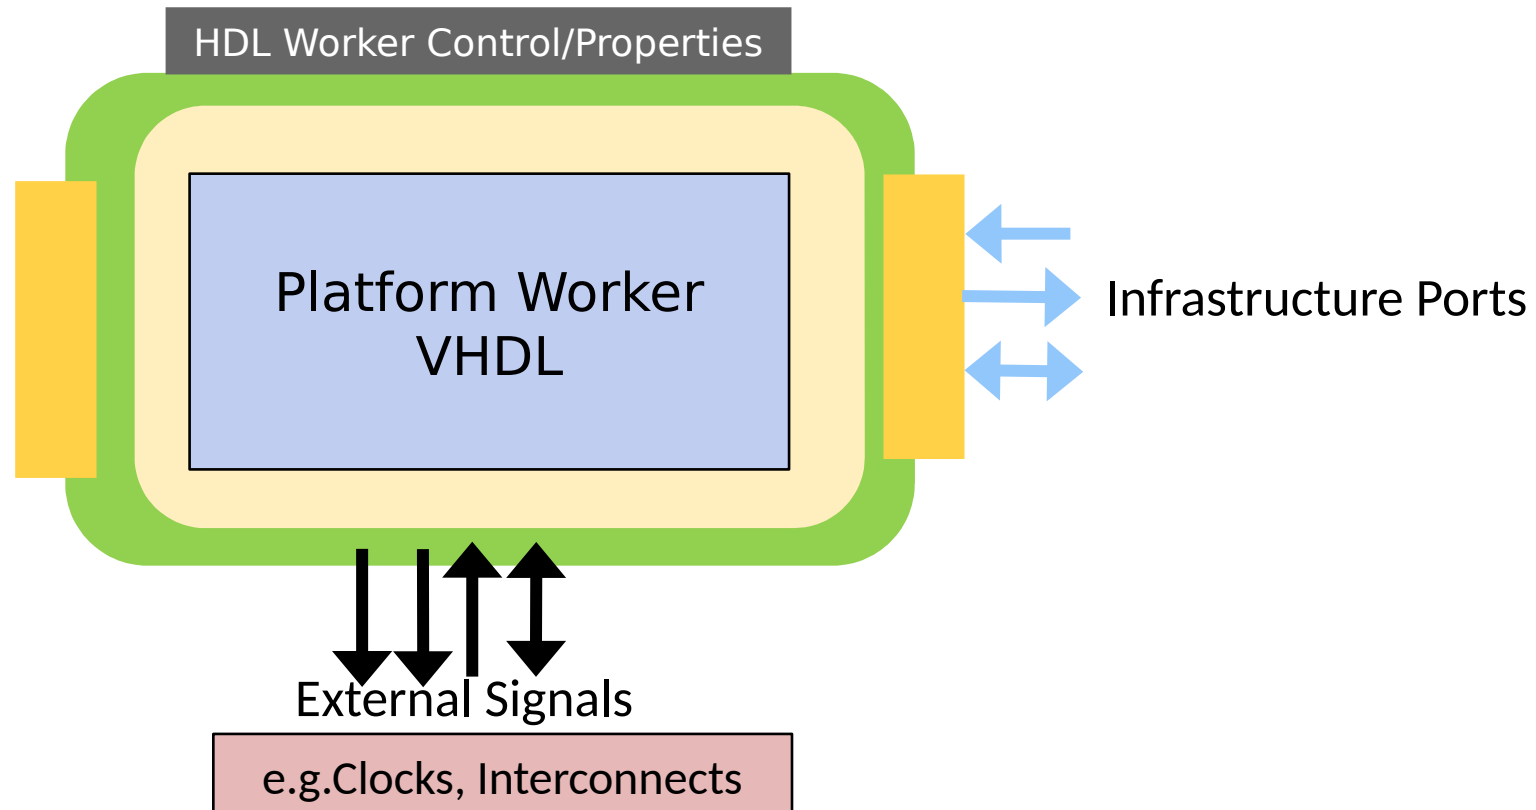 HDL Worker Control/Properties
Platform Worker
VHDL
Infrastructure Ports
External Signals
e.g.Clocks, Interconnects